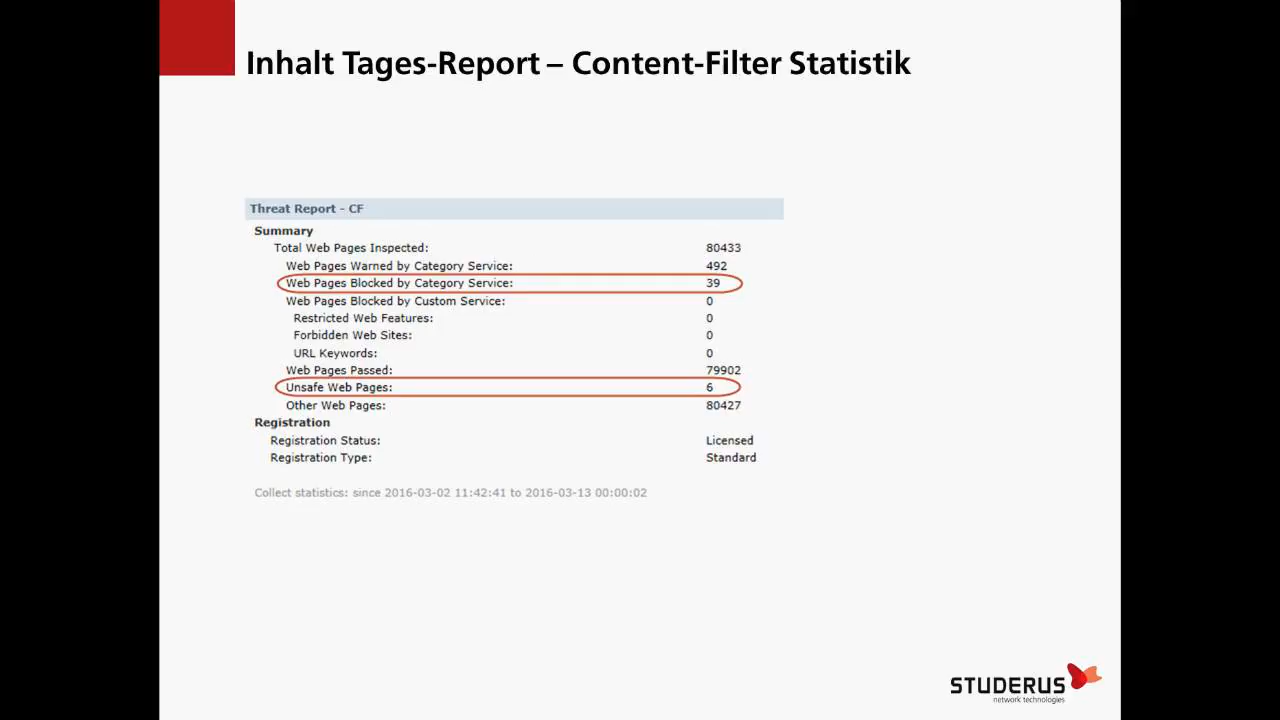 Inhalt Tages-Report – Content-Filter Statistik
Threat Report - CF
Summary
Total Web Pages Inspected: 80433
Web Pages Warned by Category Service: 492
Web Pages Blocked by Category Service: 39
Web Pages Blocked by Custom Service: 0
Restricted Web Features: 0
Forbidden Web Sites: 0
URL Keywords: 0
Web Pages Passed: 79902
Unsafe Web Pages: 6
Other Web Pages: 80427
Registration
Registration Status: Licensed
Registration Type: Standard
Collect statistics: since 2016-03-02 11:42:41 to 2016-03-13 00:00:02
STUDERUS
network technologies